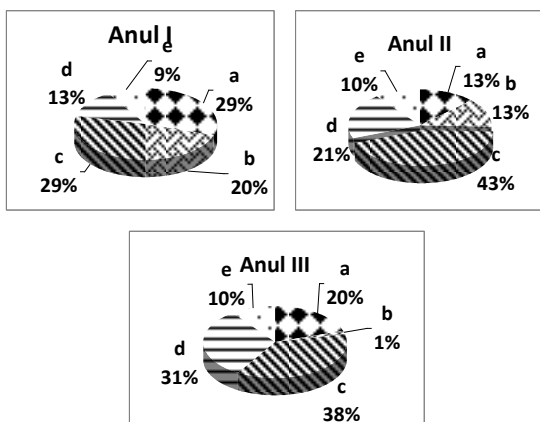 Anul I
e
9%
a
29%
b
20%
c
29%
d
13%
Anul II
e
10%
a
13%
b
13%
c
43%
d
21%
Anul III
e
10%
a
20%
b
1%
c
38%
d
31%